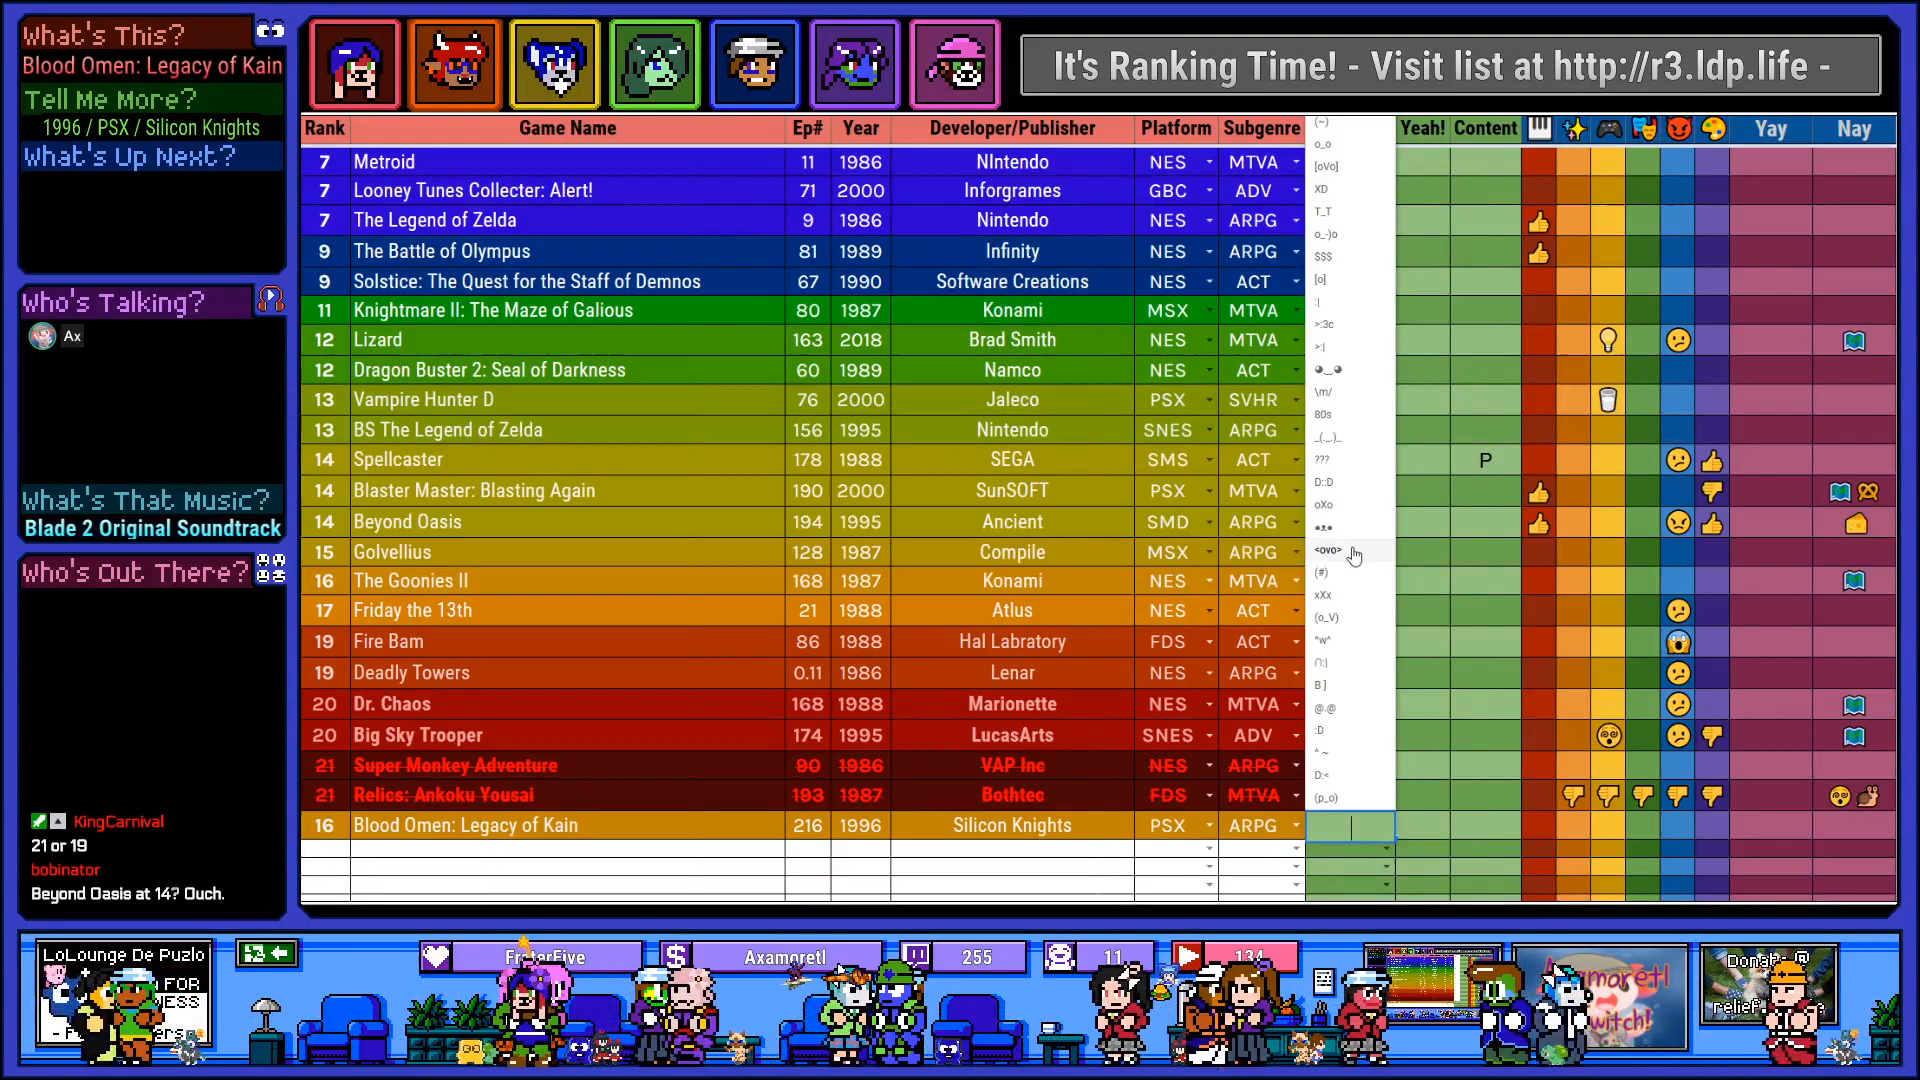 What's This?
Blood Omen: Legacy of Kain
Tell Me More?
1996 / PSX / Silicon Knights
What's Up Next?
Who's Talking?
Ax
What's That Music?
Blade 2 Original Soundtrack
Who's Out There?
KingCarnival
21 or 19
bobinator
Beyond Oasis at 14? Ouch.
It's Ranking Time! - Visit list at http://r3.ldp.life -
Rank Game Name Ep# Year Developer/Publisher Platform Subgenre Yeah! Content Yay Nay
7 Metroid 11 1986 NIntendo NES MTVA
7 Looney Tunes Collecter: Alert! 71 2000 Inforgrames GBC ADV
7 The Legend of Zelda 9 1986 Nintendo NES ARPG
9 The Battle of Olympus 81 1989 Infinity NES ARPG
9 Solstice: The Quest for the Staff of Demnos 67 1990 Software Creations NES ACT
11 Knightmare II: The Maze of Galious 80 1987 Konami MSX MTVA
12 Lizard 163 2018 Brad Smith NES MTVA
12 Dragon Buster 2: Seal of Darkness 60 1989 Namco NES ACT
13 Vampire Hunter D 76 2000 Jaleco PSX SVHR
13 BS The Legend of Zelda 156 1995 Nintendo SNES ARPG
14 Spellcaster 178 1988 SEGA SMS ACT P
14 Blaster Master: Blasting Again 190 2000 SunSOFT PSX MTVA
14 Beyond Oasis 194 1995 Ancient SMD ARPG
15 Golvellius 128 1987 Compile MSX ARPG
16 The Goonies II 168 1987 Konami NES MTVA
17 Friday the 13th 21 1988 Atlus NES ACT
19 Fire Bam 86 1988 Hal Labratory FDS ACT
19 Deadly Towers 0.11 1986 Lenar NES ARPG
20 Dr. Chaos 168 1988 Marionette NES MTVA
20 Big Sky Trooper 174 1995 LucasArts SNES ADV
21 Super Monkey Adventure 90 1986 VAP Inc NES ARPG
21 Relics: Ankoku Yousai 193 1987 Bothtec FDS MTVA
16 Blood Omen: Legacy of Kain 216 1996 Silicon Knights PSX ARPG
(~)
o_o
[oVo]
XD
T_T
o_-)o
$$$
[o]
:|
>:3c
>:|
\m/
80s
_(._.)_
???
D::D
oXo
<ovo>
(#)
xXx
(o_V)
^w^
∩:|
B]
@.@
:D
^ ~
D:<
(p_o)
LoLounge De Puzlo
FraterFive
Axamoretl
255
11
134